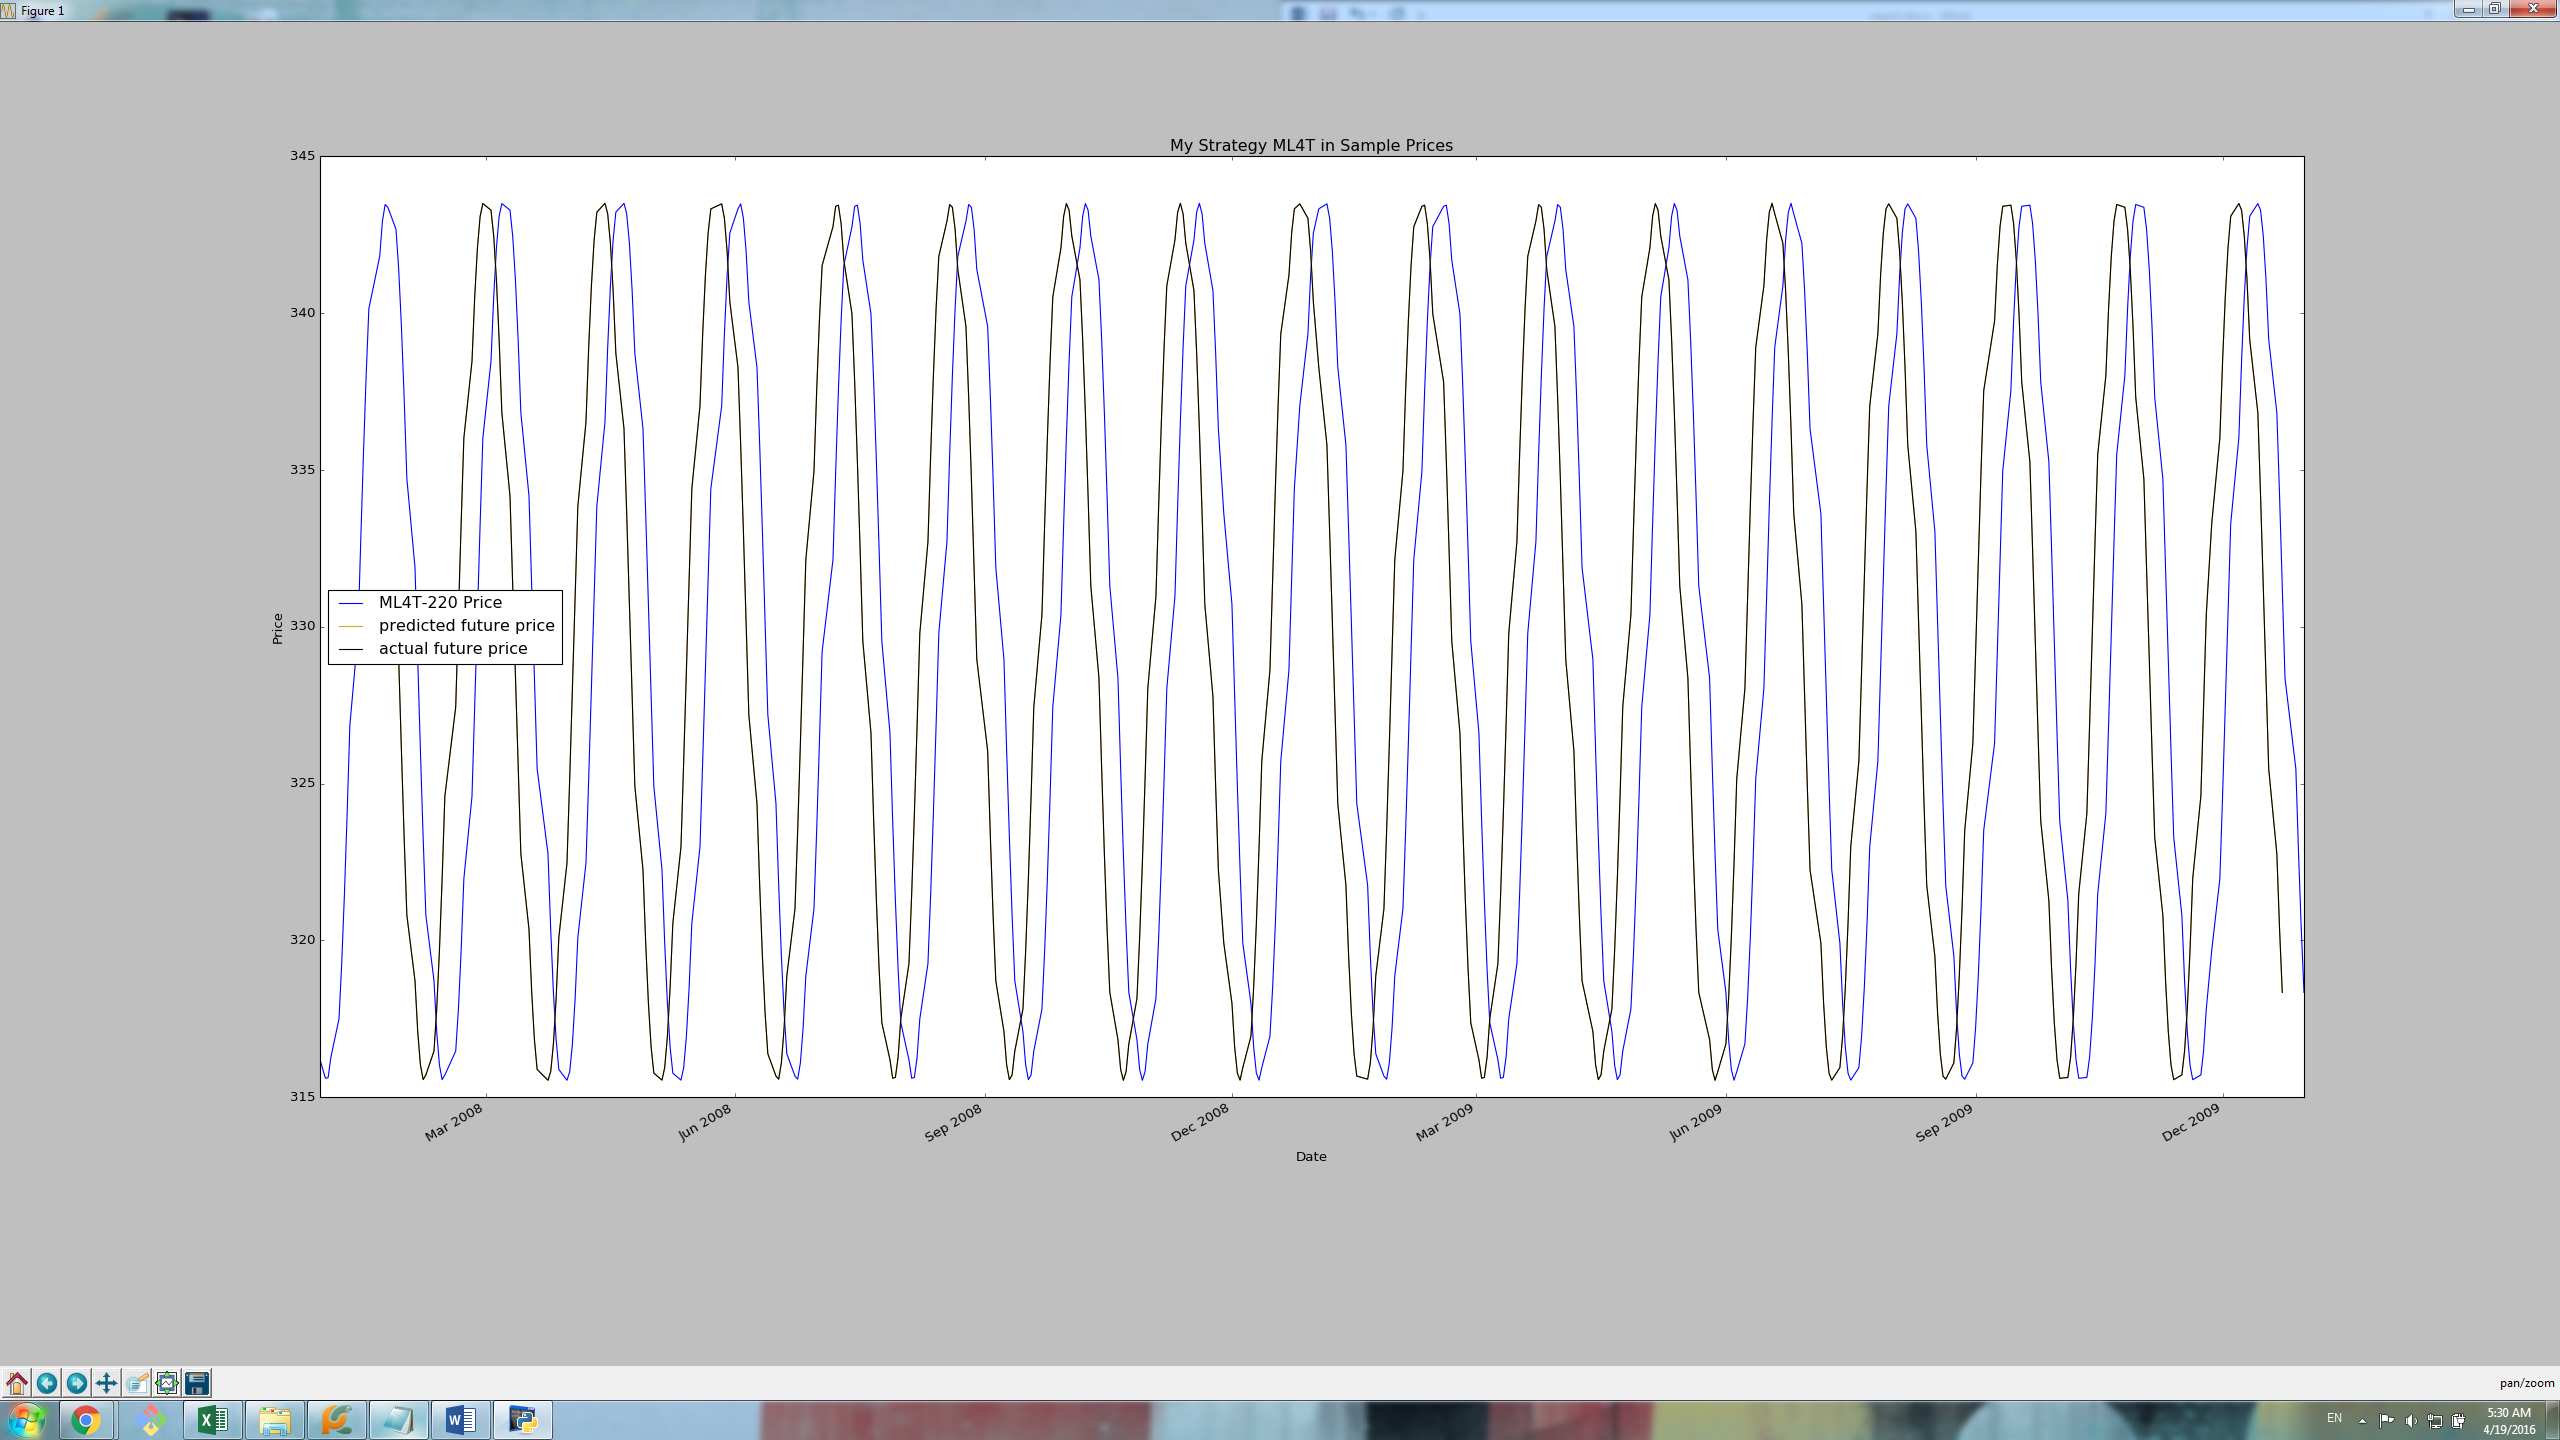 Figure 1
My Strategy ML4T in Sample Prices
345
340
335
330
325
320
315
Price
ML4T-220 Price
predicted future price
actual future price
Mar 2008
Jun 2008
Sep 2008
Dec 2008
Mar 2009
Jun 2009
Sep 2009
Dec 2009
Date
pan/zoom
EN
5:30 AM
4/19/2016